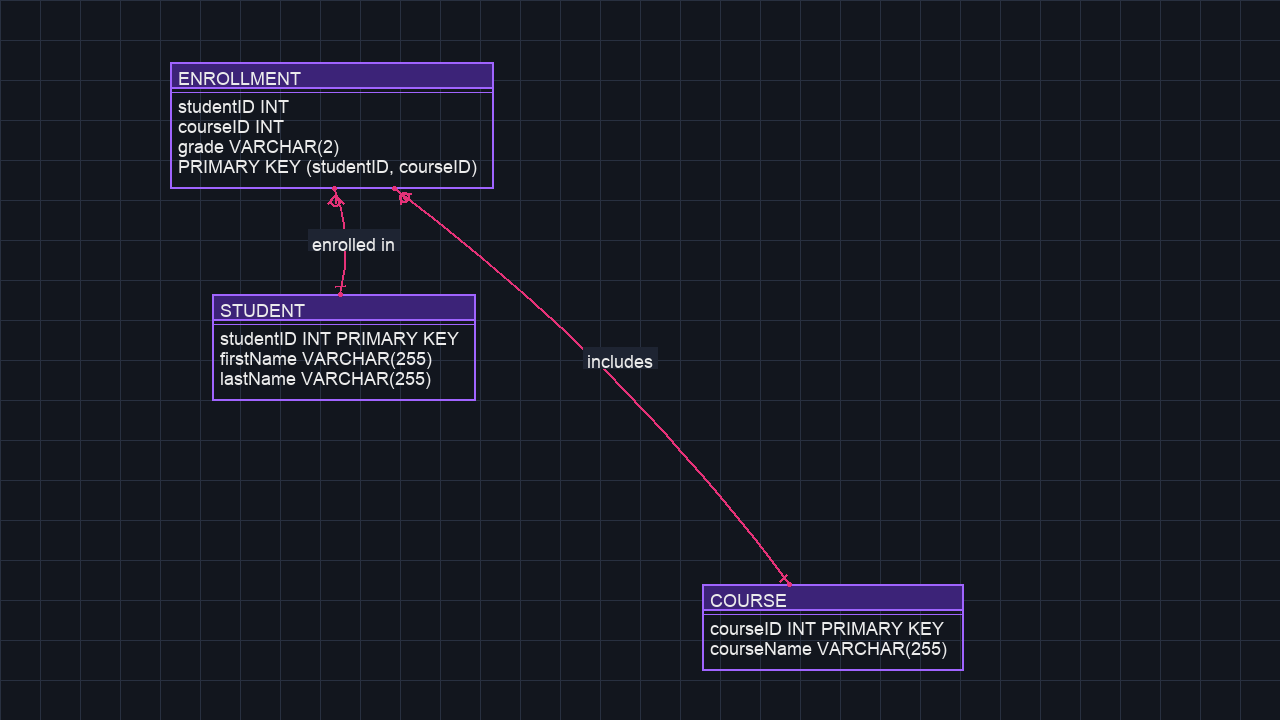 ENROLLMENT
studentID INT
courseID INT
grade VARCHAR(2)
PRIMARY KEY (studentID, courseID)
enrolled in
STUDENT
studentID INT PRIMARY KEY
firstName VARCHAR(255)
lastName VARCHAR(255)
includes
COURSE
courseID INT PRIMARY KEY
courseName VARCHAR(255)